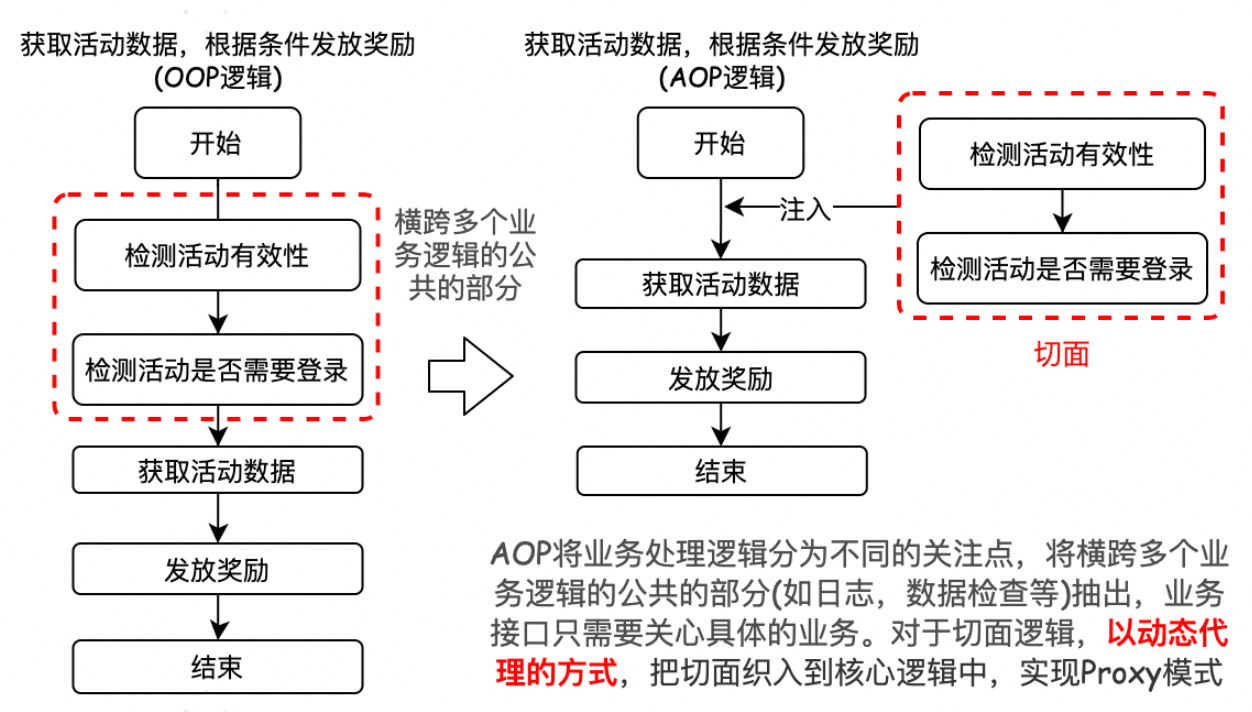 获取活动数据，根据条件发放奖励
(OOP逻辑)
开始
检测活动有效性
检测活动是否需要登录
获取活动数据
发放奖励
结束
横跨多个业
务逻辑的公
共的部分
获取活动数据，根据条件发放奖励
(AOP逻辑)
开始
注入
获取活动数据
发放奖励
结束
检测活动有效性
检测活动是否需要登录
切面
AOP将业务处理逻辑分为不同的关注点，将横跨多个业
务逻辑的公共的部分(如日志，数据检查等)抽出，业务
接口只需要关心具体的业务。对于切面逻辑，以动态代
理的方式，把切面织入到核心逻辑中，实现Proxy模式